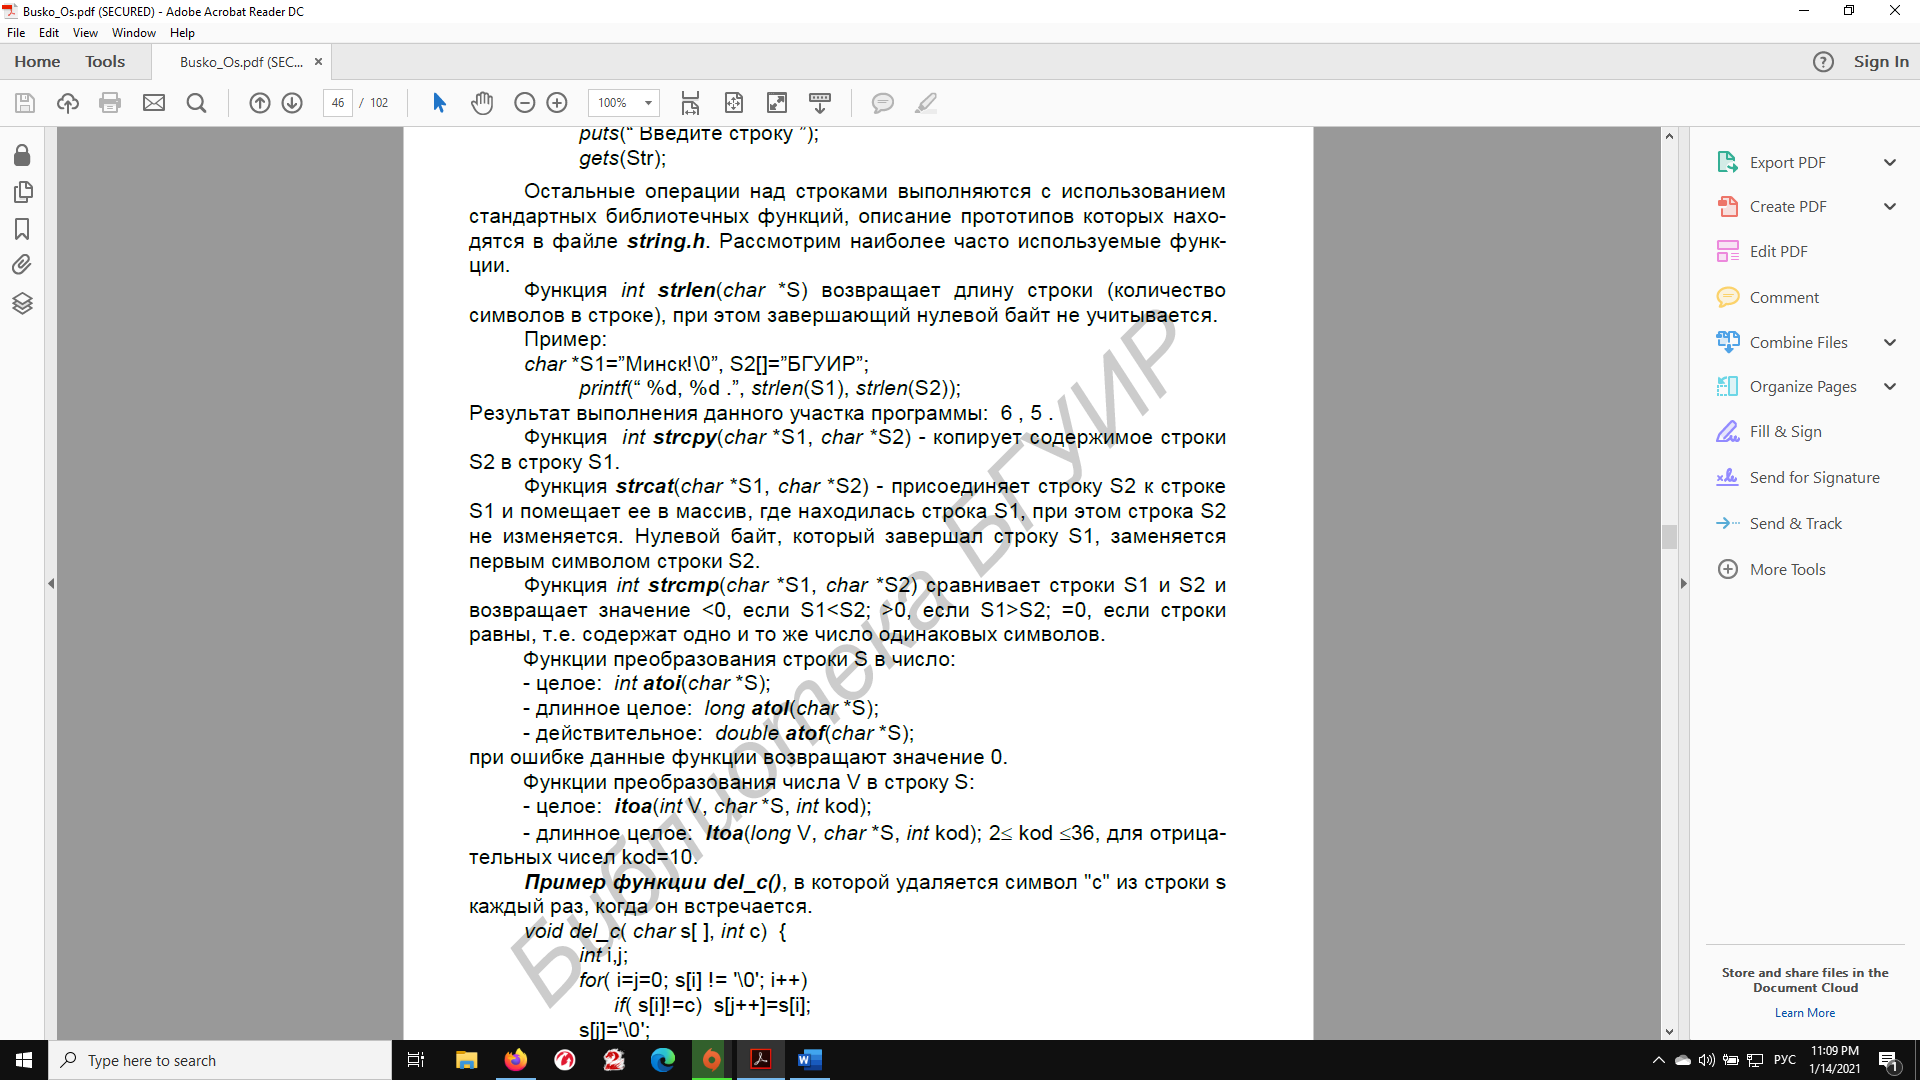 Busko_Os.pdf (SECURED) - Adobe Acrobat Reader DC
File Edit View Window Help
Home Tools Busko_Os.pdf (SEC... × Sign In
46 / 102 100%
puts(“ Введите строку ”);
gets(Str);
Остальные операции над строками выполняются с использованием
стандартных библиотечных функций, описание прототипов которых нахо-
дятся в файле string.h. Рассмотрим наиболее часто используемые функ-
ции.
Функция int strlen(char *S) возвращает длину строки (количество
символов в строке), при этом завершающий нулевой байт не учитывается.
Пример:
char *S1=”Минск!\0”, S2[]=”БГУИР”;
printf(“ %d, %d .”, strlen(S1), strlen(S2));
Результат выполнения данного участка программы: 6 , 5 .
Функция int strcpy(char *S1, char *S2) - копирует содержимое строки
S2 в строку S1.
Функция strcat(char *S1, char *S2) - присоединяет строку S2 к строке
S1 и помещает ее в массив, где находилась строка S1, при этом строка S2
не изменяется. Нулевой байт, который завершал строку S1, заменяется
первым символом строки S2.
Функция int strcmp(char *S1, char *S2) сравнивает строки S1 и S2 и
возвращает значение <0, если S1<S2; >0, если S1>S2; =0, если строки
равны, т.е. содержат одно и то же число одинаковых символов.
Функции преобразования строки S в число:
- целое: int atoi(char *S);
- длинное целое: long atol(char *S);
- действительное: double atof(char *S);
при ошибке данные функции возвращают значение 0.
Функции преобразования числа V в строку S:
- целое: itoa(int V, char *S, int kod);
- длинное целое: ltoa(long V, char *S, int kod); 2≤ kod ≤36, для отрица-
тельных чисел kod=10.
Пример функции del_c(), в которой удаляется символ "с" из строки s
каждый раз, когда он встречается.
void del_c( char s[ ], int c) {
int i,j;
for( i=j=0; s[i] != '\0'; i++)
if( s[i]!=c) s[j++]=s[i];
s[j]='\0';
Библиотека БГУИР
Export PDF
Create PDF
Edit PDF
Comment
Combine Files
Organize Pages
Fill & Sign
Send for Signature
Send & Track
More Tools
Store and share files in the
Document Cloud
Learn More
Type here to search
РУС
11:09 PM
1/14/2021
1